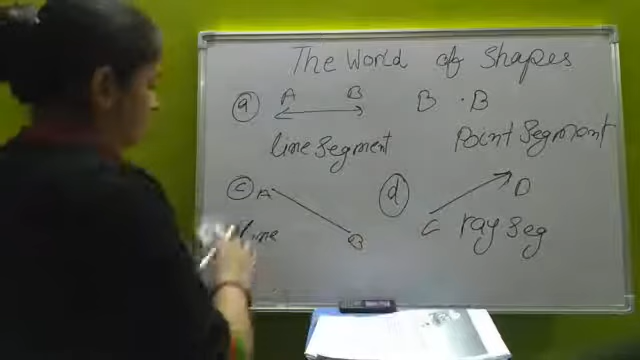 The World of Shapes
a A B B . B
line Segment Point Segment
C A B d C D
line ray Seg